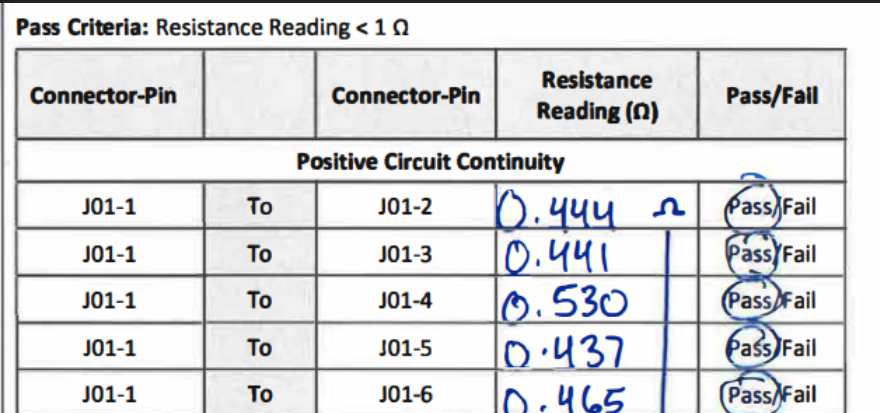 Pass Criteria: Resistance Reading < 1 Ω
Connector-Pin Connector-Pin Resistance Reading (Ω) Pass/Fail
Positive Circuit Continuity
J01-1 To J01-2 0.444 Ω Pass/Fail
J01-1 To J01-3 0.441 Pass/Fail
J01-1 To J01-4 0.530 Pass/Fail
J01-1 To J01-5 0.437 Pass/Fail
J01-1 To J01-6 0.465 Pass/Fail